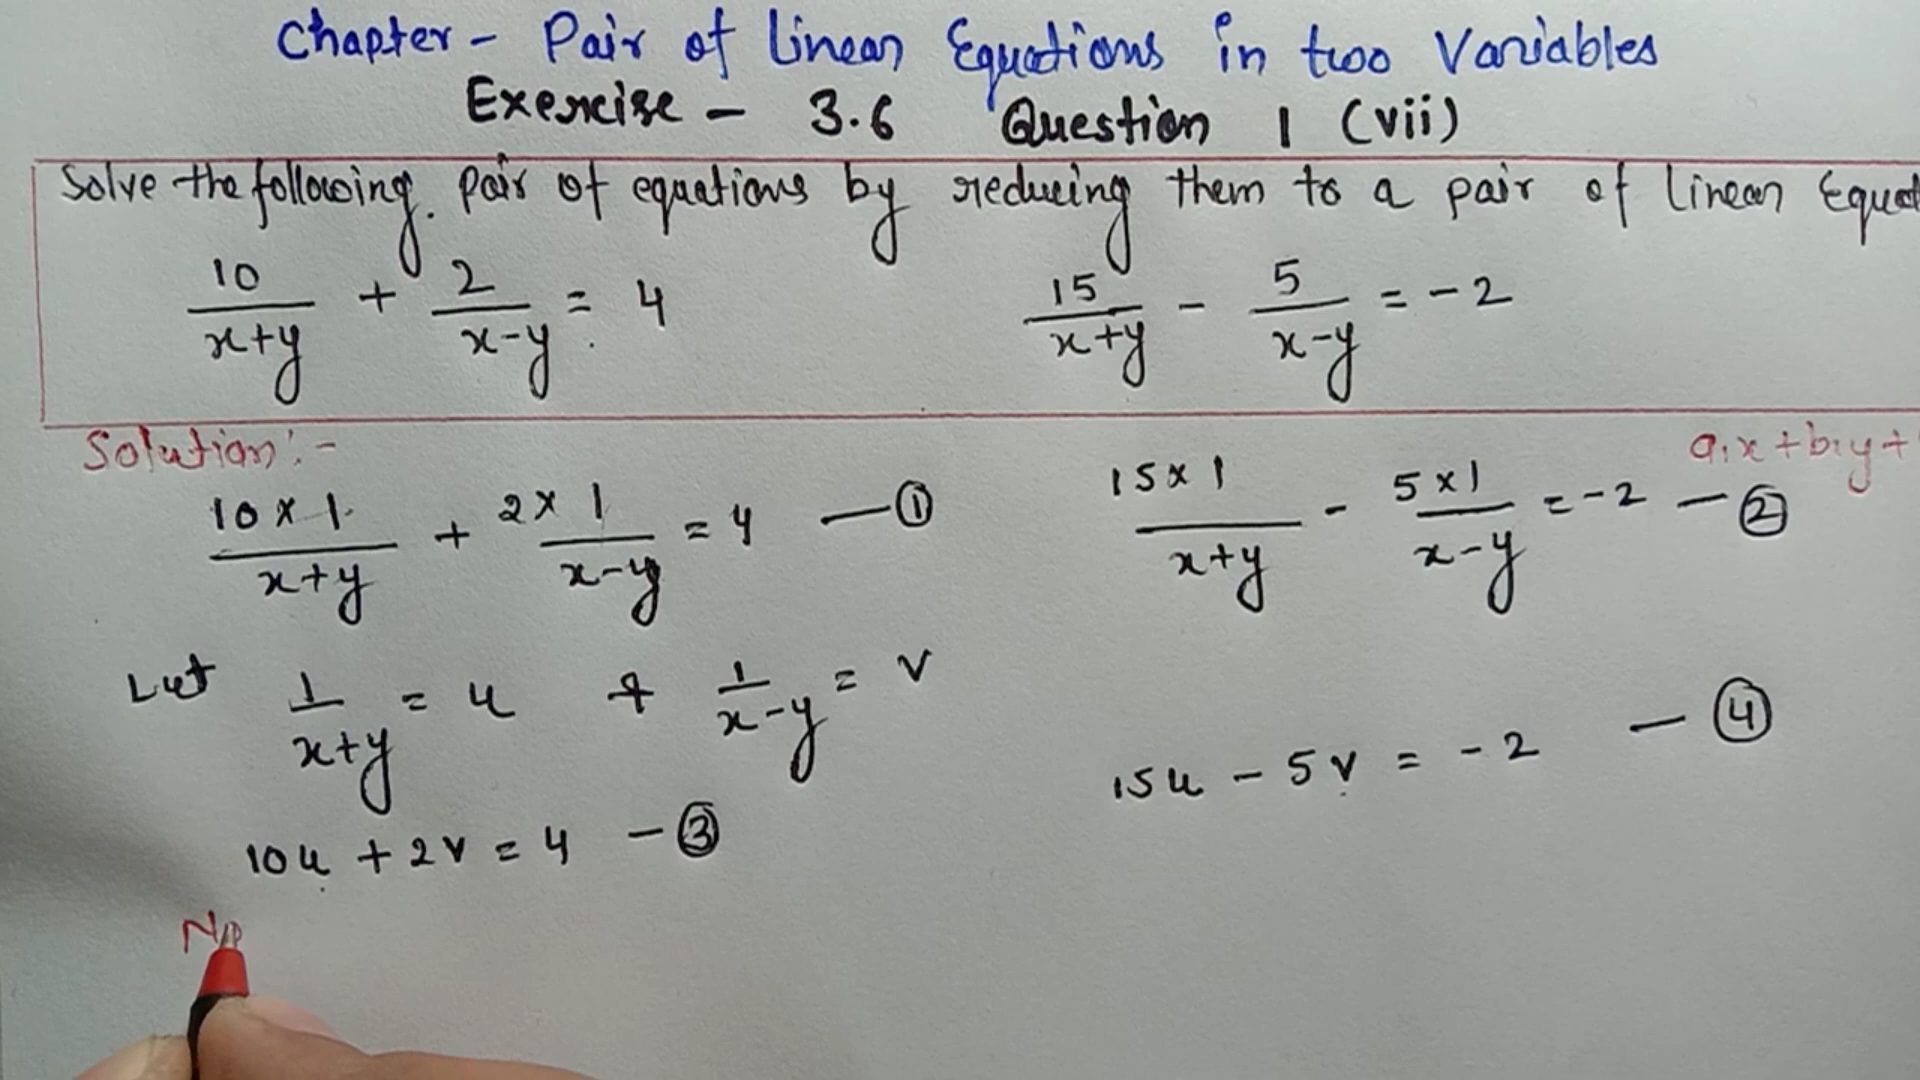 Chapter - Pair of Linear Equations in two Variables
Exercise - 3.6 Question 1 (vii)
Solve the following. pair of equations by reducing them to a pair of linear Equat
10/(x+y) + 2/(x-y) = 4 15/(x+y) - 5/(x-y) = -2
Solution:-
a₁x+b₁y+
10×1/(x+y) + 2×1/(x-y) = 4 —① 15×1/(x+y) - 5×1/(x-y) = -2 —②
Let 1/(x+y) = u & 1/(x-y) = v
15u - 5v = -2 —④
10u + 2v = 4 —③